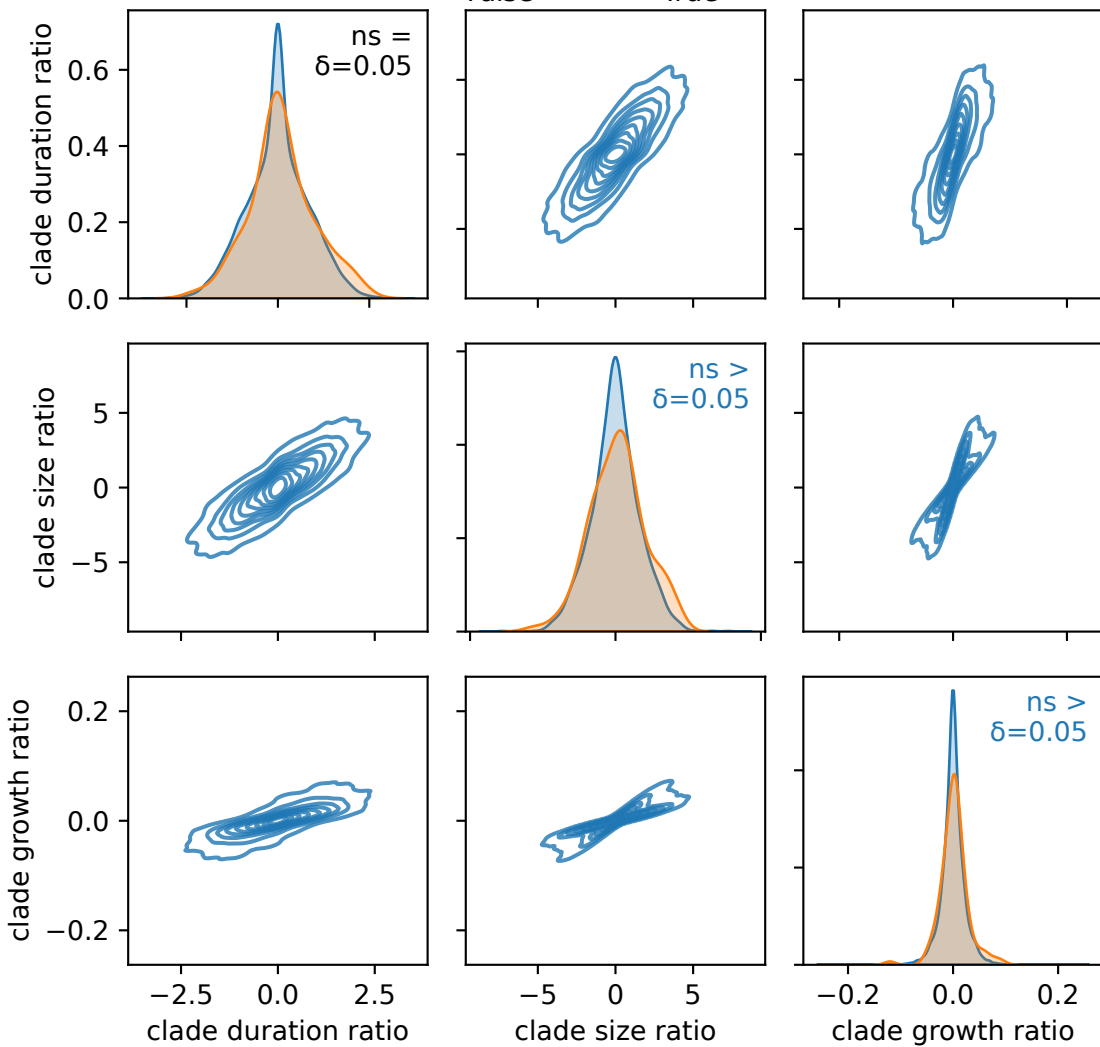 clade duration ratio
0.6
0.4
0.2
0.0
ns =
δ=0.05
clade size ratio
5
0
−5
ns >
δ=0.05
clade growth ratio
0.2
0.0
−0.2
ns >
δ=0.05
−2.5 0.0 2.5
−5 0 5
−0.2 0.0 0.2
clade duration ratio
clade size ratio
clade growth ratio